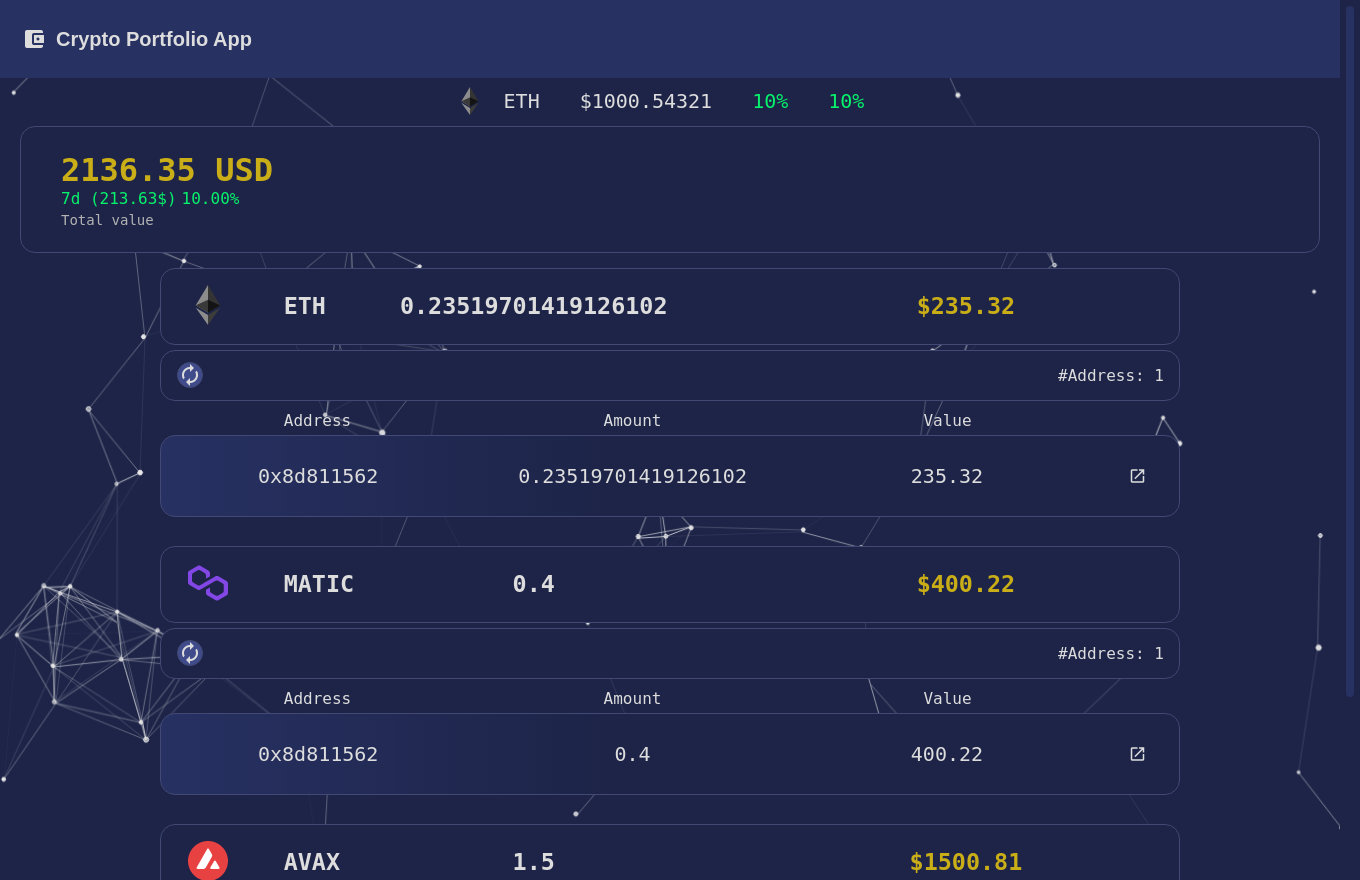 Crypto Portfolio App
ETH $1000.54321 10% 10%
2136.35 USD
7d (213.63$) 10.00%
Total value
ETH 0.23519701419126102 $235.32
#Address: 1
Address Amount Value
0x8d811562 0.23519701419126102 235.32
MATIC 0.4 $400.22
#Address: 1
Address Amount Value
0x8d811562 0.4 400.22
AVAX 1.5 $1500.81